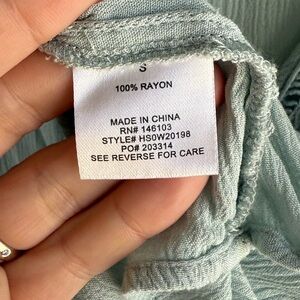 S
100% RAYON
MADE IN CHINA
RN# 146103
STYLE# HS0W20198
PO# 203314
SEE REVERSE FOR CARE